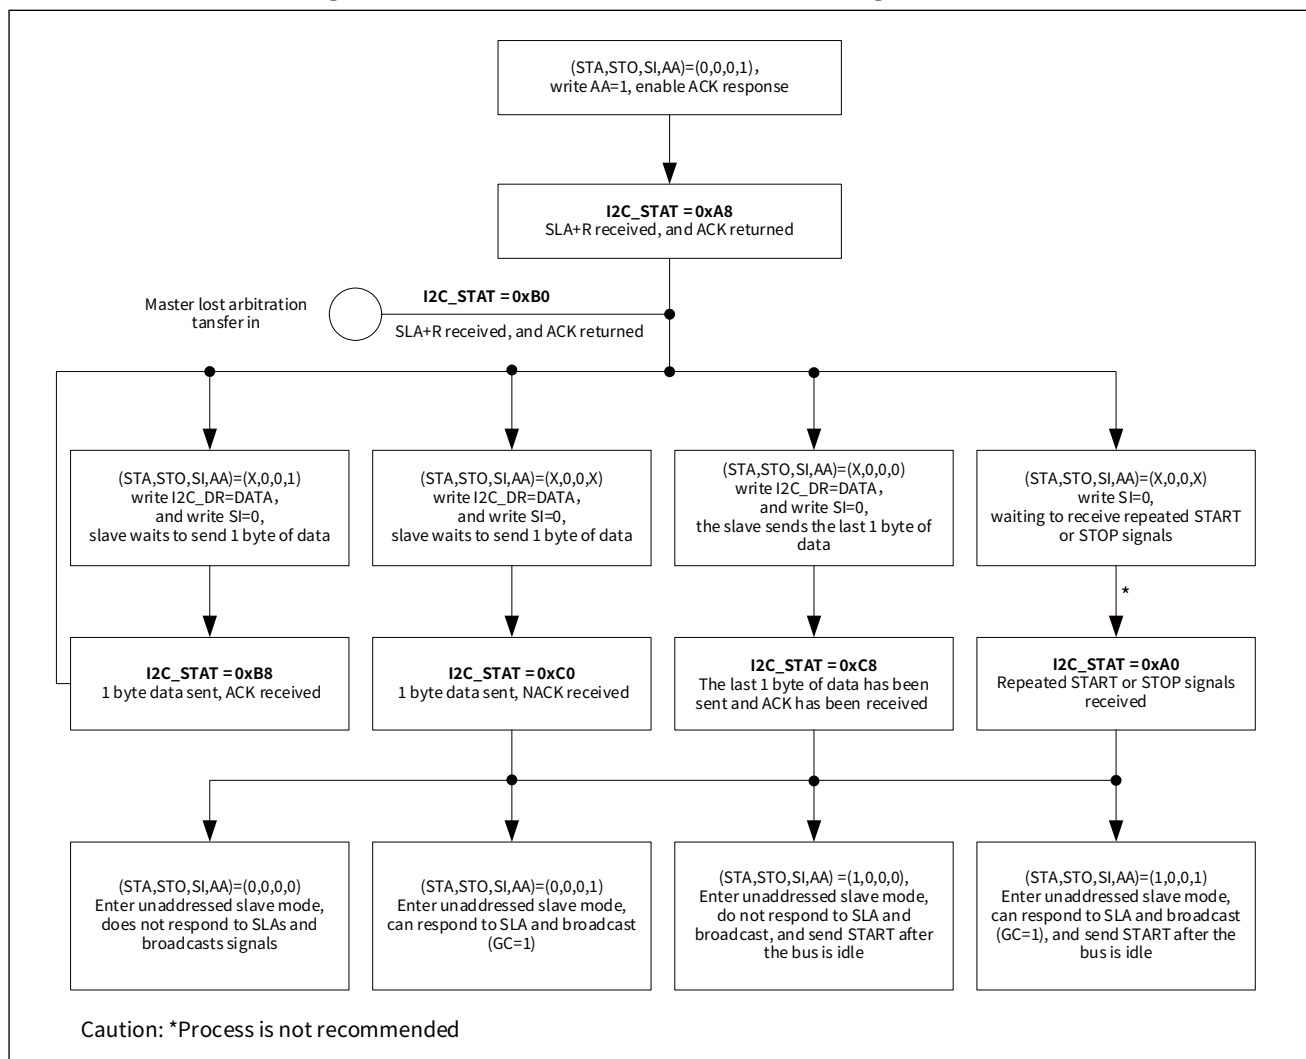 (STA,STO,SI,AA)=(0,0,0,1),
write AA=1, enable ACK response
I2C_STAT = 0xA8
SLA+R received, and ACK returned
Master lost arbitration
tansfer in
I2C_STAT = 0xB0
SLA+R received, and ACK returned
(STA,STO,SI,AA)=(X,0,0,1)
write I2C_DR=DATA,
and write SI=0,
slave waits to send 1 byte of data
(STA,STO,SI,AA)=(X,0,0,X)
write I2C_DR=DATA,
and write SI=0,
slave waits to send 1 byte of data
(STA,STO,SI,AA)=(X,0,0,0)
write I2C_DR=DATA,
and write SI=0,
the slave sends the last 1 byte of
data
(STA,STO,SI,AA)=(X,0,0,X)
write SI=0,
waiting to receive repeated START
or STOP signals
*
I2C_STAT = 0xB8
1 byte data sent, ACK received
I2C_STAT = 0xC0
1 byte data sent, NACK received
I2C_STAT = 0xC8
The last 1 byte of data has been
sent and ACK has been received
I2C_STAT = 0xA0
Repeated START or STOP signals
received
(STA,STO,SI,AA)=(0,0,0,0)
Enter unaddressed slave mode,
does not respond to SLAs and
broadcasts signals
(STA,STO,SI,AA)=(0,0,0,1)
Enter unaddressed slave mode,
can respond to SLA and broadcast
(GC=1)
(STA,STO,SI,AA) =(1,0,0,0),
Enter unaddressed slave mode,
do not respond to SLA and
broadcast, and send START after
the bus is idle
(STA,STO,SI,AA)=(1,0,0,1)
Enter unaddressed slave mode,
can respond to SLA and broadcast
(GC=1), and send START after the
bus is idle
Caution: *Process is not recommended